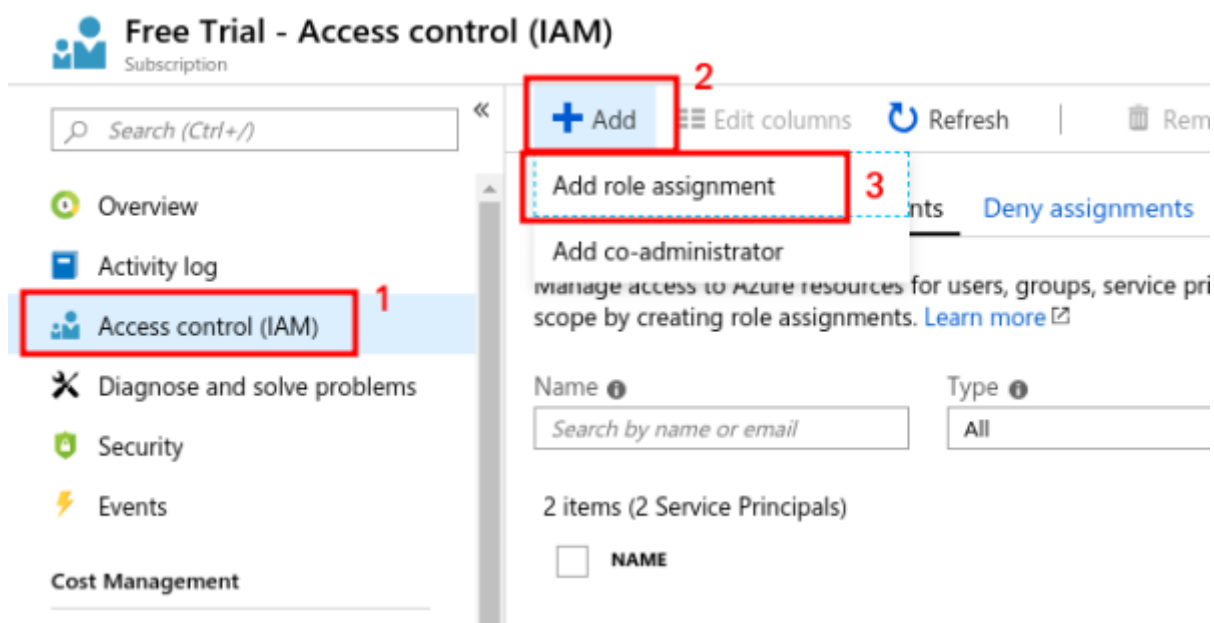 Free Trial - Access control (IAM)
Subscription
2
Search (Ctrl+/)
«
Add
Edit columns
Refresh
Rem
Overview
Activity log
1
Access control (IAM)
Diagnose and solve problems
Security
Events
Cost Management
Add role assignment
3
nts
Deny assignments
Add co-administrator
Manage access to Azure resources for users, groups, service pri
scope by creating role assignments. Learn more
Name
Type
Search by name or email
All
2 items (2 Service Principals)
NAME